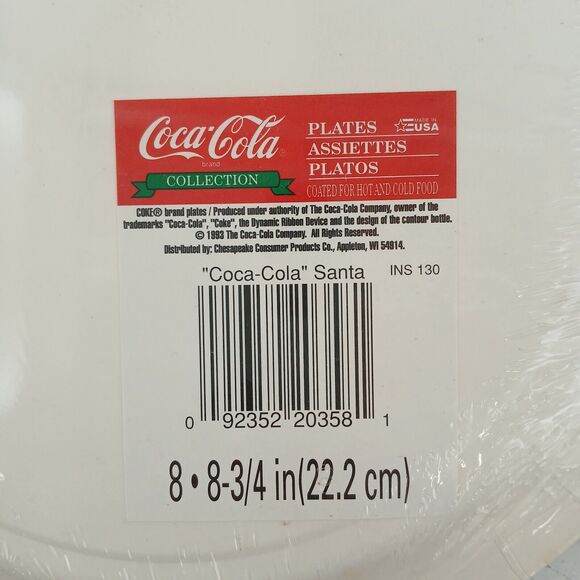 Coca-Cola®
brand
COLLECTION
PLATES
MADE IN
USA
ASSIETTES
PLATOS
COATED FOR HOT AND COLD FOOD
COKE® brand plates / Produced under authority of The Coca-Cola Company, owner of the
trademarks "Coca-Cola", "Coke", the Dynamic Ribbon Device and the design of the contour bottle.
© 1993 The Coca-Cola Company. All Rights Reserved.
Distributed by: Chesapeake Consumer Products Co., Appleton, WI 54914.
"Coca-Cola" Santa INS 130
0 92352 20358 1
8 • 8-3/4 in(22.2 cm)